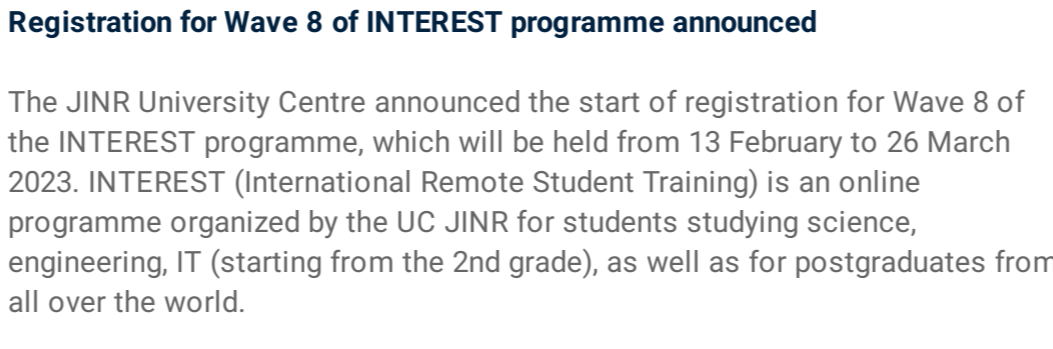 Registration for Wave 8 of INTEREST programme announced
The JINR University Centre announced the start of registration for Wave 8 of
the INTEREST programme, which will be held from 13 February to 26 March
2023. INTEREST (International Remote Student Training) is an online
programme organized by the UC JINR for students studying science,
engineering, IT (starting from the 2nd grade), as well as for postgraduates from
all over the world.